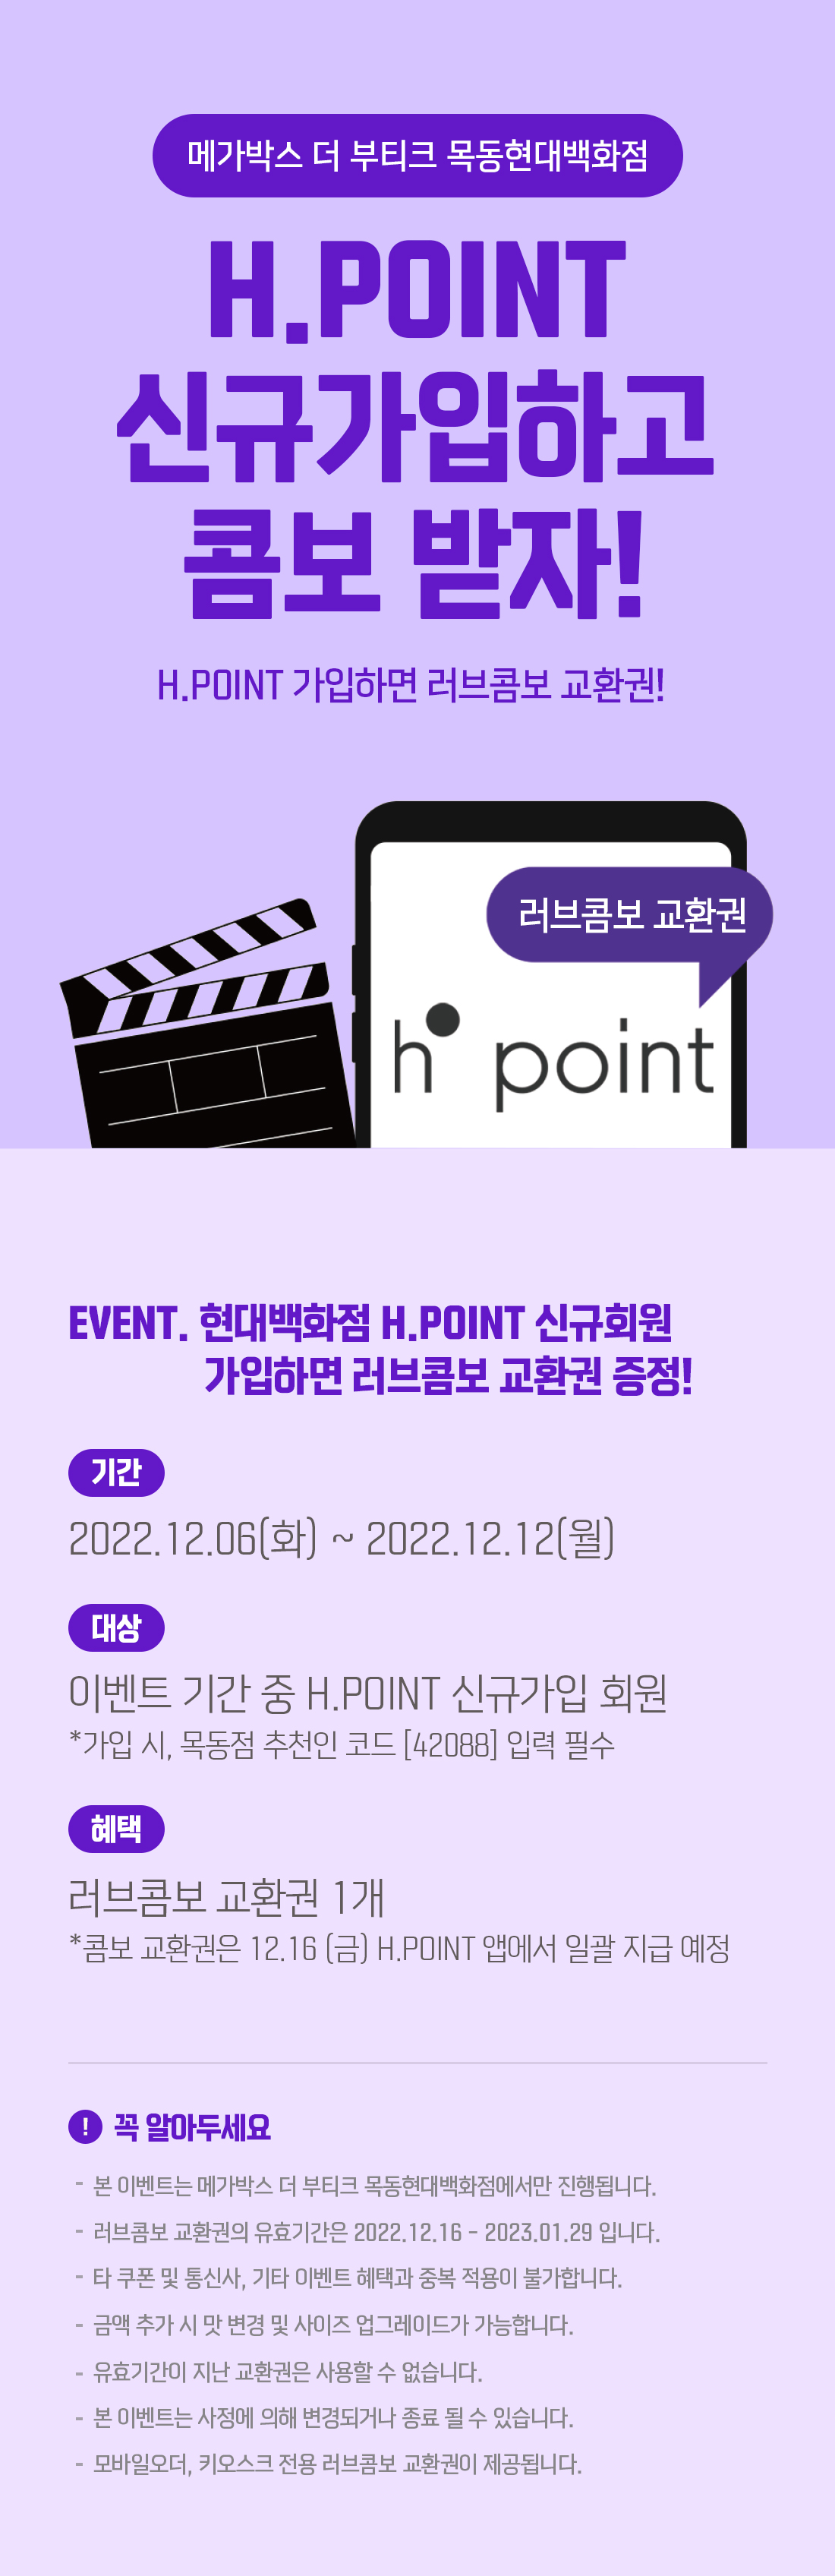 메가박스 더 부티크 목동현대백화점
H.POINT
신규가입하고
콤보 받자!
H.POINT 가입하면 러브콤보 교환권!
러브콤보 교환권
h point
EVENT. 현대백화점 H.POINT 신규회원
가입하면 러브콤보 교환권 증정!
기간
2022.12.06(화) ~ 2022.12.12(월)
대상
이벤트 기간 중 H.POINT 신규가입 회원
*가입 시, 목동점 추천인 코드 [42088] 입력 필수
혜택
러브콤보 교환권 1개
*콤보 교환권은 12.16 (금) H.POINT 앱에서 일괄 지급 예정
! 꼭 알아두세요
- 본 이벤트는 메가박스 더 부티크 목동현대백화점에서만 진행됩니다.
- 러브콤보 교환권의 유효기간은 2022.12.16 - 2023.01.29 입니다.
- 타 쿠폰 및 통신사, 기타 이벤트 혜택과 중복 적용이 불가합니다.
- 금액 추가 시 맛 변경 및 사이즈 업그레이드가 가능합니다.
- 유효기간이 지난 교환권은 사용할 수 없습니다.
- 본 이벤트는 사정에 의해 변경되거나 종료 될 수 있습니다.
- 모바일오더, 키오스크 전용 러브콤보 교환권이 제공됩니다.